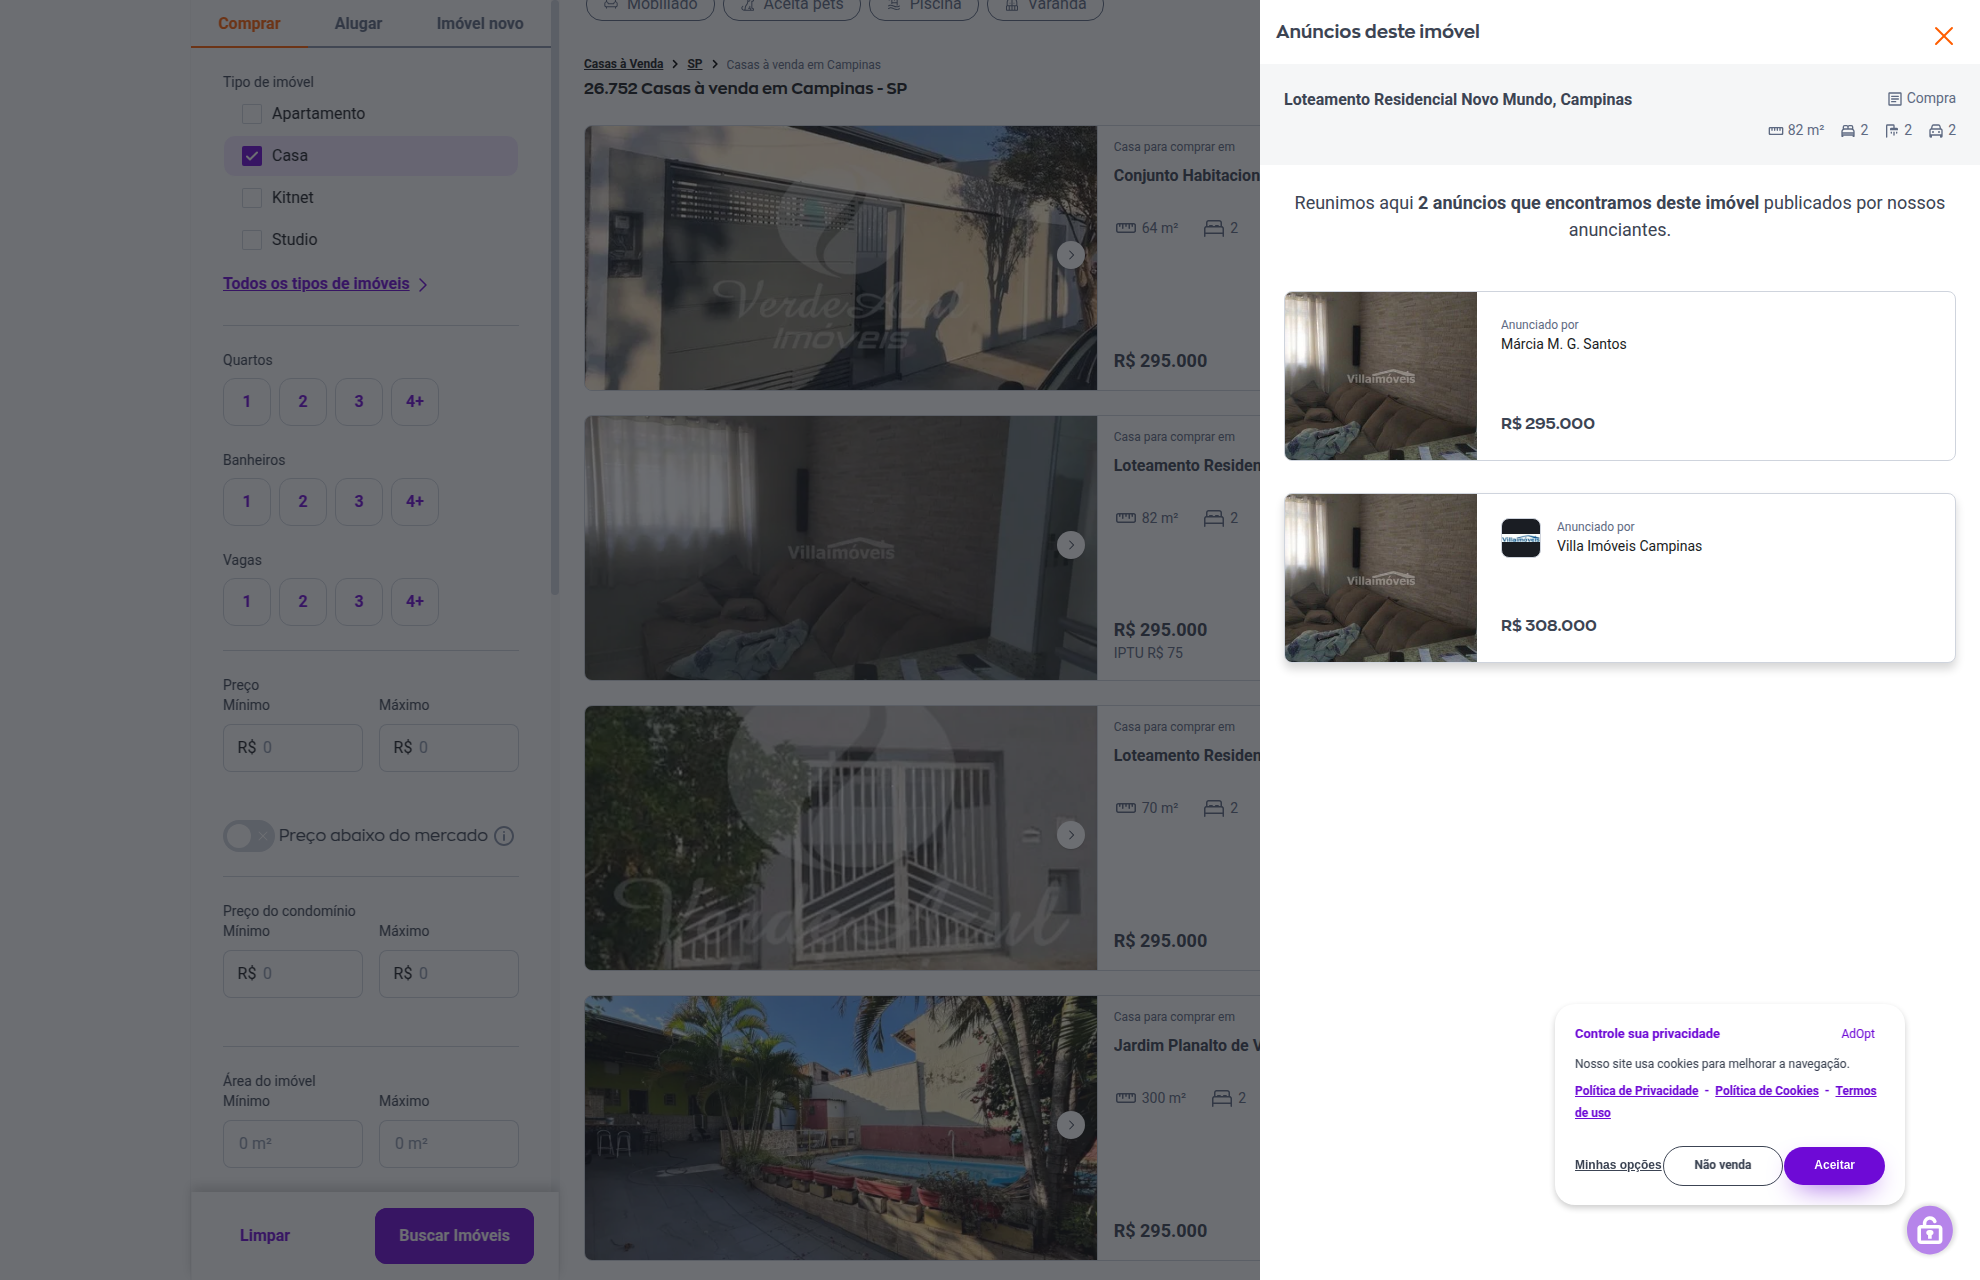 Comprar
Alugar
Imóvel novo
Tipo de imóvel
Apartamento
Casa
Kitnet
Studio
Todos os tipos de imóveis
Quartos
1 2 3 4+
Banheiros
1 2 3 4+
Vagas
1 2 3 4+
Preço
Mínimo Máximo
R$ 0 R$ 0
Preço abaixo do mercado
Preço do condomínio
Mínimo Máximo
R$ 0 R$ 0
Área do imóvel
Mínimo Máximo
0 m² 0 m²
Limpar
Buscar Imóveis
Mobiliado
Aceita pets
Piscina
Varanda
Casas à Venda > SP > Casas à venda em Campinas
26.752 Casas à venda em Campinas - SP
Verde Azul
Imóveis
Casa para comprar em
Conjunto Habitacion
64 m² 2
R$ 295.000
Villaimóveis
Casa para comprar em
Loteamento Residen
82 m² 2
R$ 295.000
IPTU R$ 75
Verde Azul
Casa para comprar em
Loteamento Residen
70 m² 2
R$ 295.000
Casa para comprar em
Jardim Planalto de V
300 m² 2
R$ 295.000
Anúncios deste imóvel
Loteamento Residencial Novo Mundo, Campinas
Compra
82 m² 2 2 2
Reunimos aqui 2 anúncios que encontramos deste imóvel publicados por nossos
anunciantes.
Villaimóveis
Anunciado por
Márcia M. G. Santos
R$ 295.000
Villaimóveis
Villaimóveis
Anunciado por
Villa Imóveis Campinas
R$ 308.000
Controle sua privacidade
AdOpt
Nosso site usa cookies para melhorar a navegação.
Política de Privacidade - Política de Cookies - Termos
de uso
Minhas opções
Não venda
Aceitar